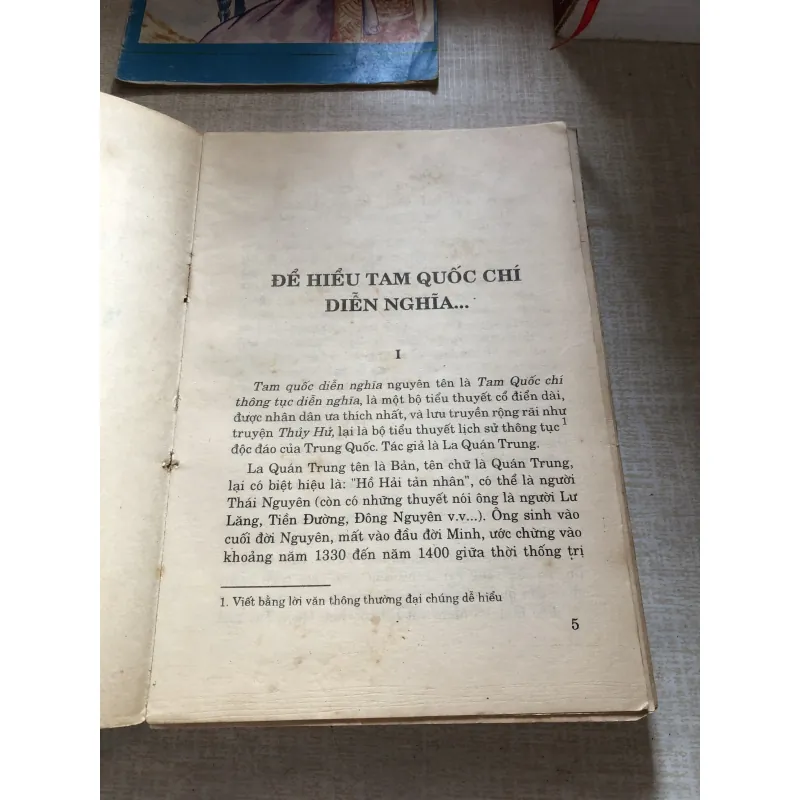 ĐỂ HIỂU TAM QUỐC CHÍ
DIỄN NGHĨA...
I
Tam quốc diễn nghĩa nguyên tên là Tam Quốc chí
thông tục diễn nghĩa, là một bộ tiểu thuyết cổ điển dài,
được nhân dân ưa thích nhất, và lưu truyền rộng rãi như
truyện Thủy Hử, lại là bộ tiểu thuyết lịch sử thông tục 1
độc đáo của Trung Quốc. Tác giả là La Quán Trung.
La Quán Trung tên là Bản, tên chữ là Quán Trung,
lại có biệt hiệu là: "Hồ Hải tản nhân", có thể là người
Thái Nguyên (còn có những thuyết nói ông là người Lư
Lăng, Tiền Đường, Đông Nguyên v.v...). Ông sinh vào
cuối đời Nguyên, mất vào đầu đời Minh, ước chừng vào
khoảng năm 1330 đến năm 1400 giữa thời thống trị
1. Viết bằng lời văn thông thường đại chúng dễ hiểu
5